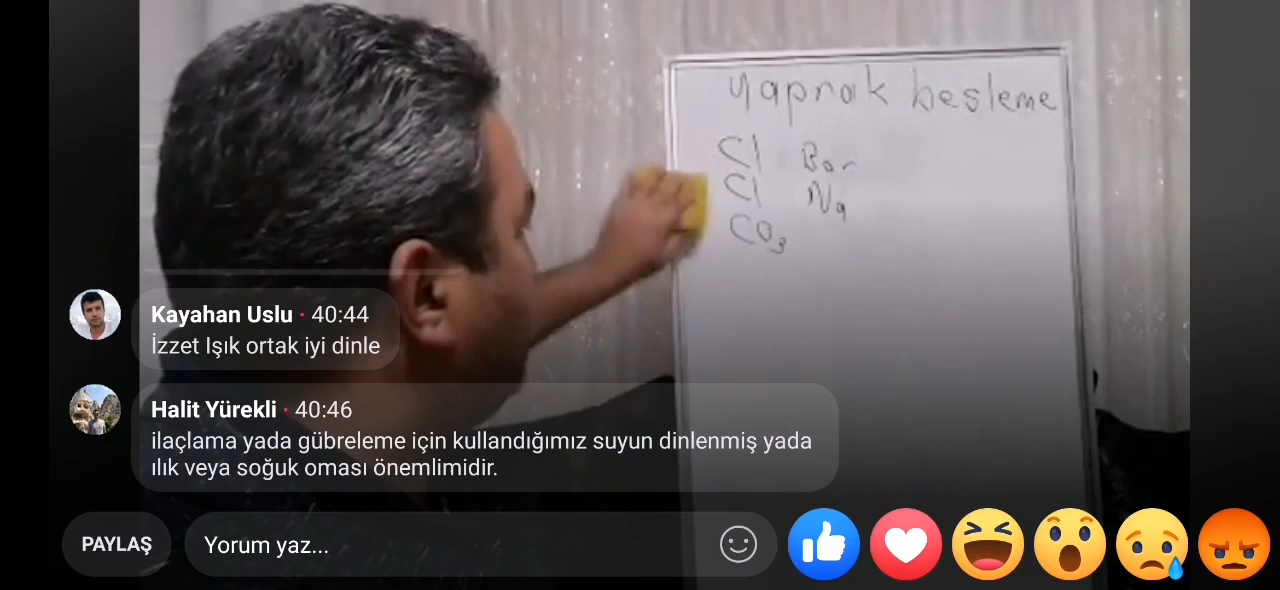 Yaprak besleme
Cl Bor
Cl Na
CO3
Kayahan Uslu · 40:44
İzzet Işık ortak iyi dinle
Halit Yürekli · 40:46
ilaçlama yada gübreleme için kullandığımız suyun dinlenmiş yada
ılık veya soğuk oması önemlimidir.
PAYLAŞ
Yorum yaz...